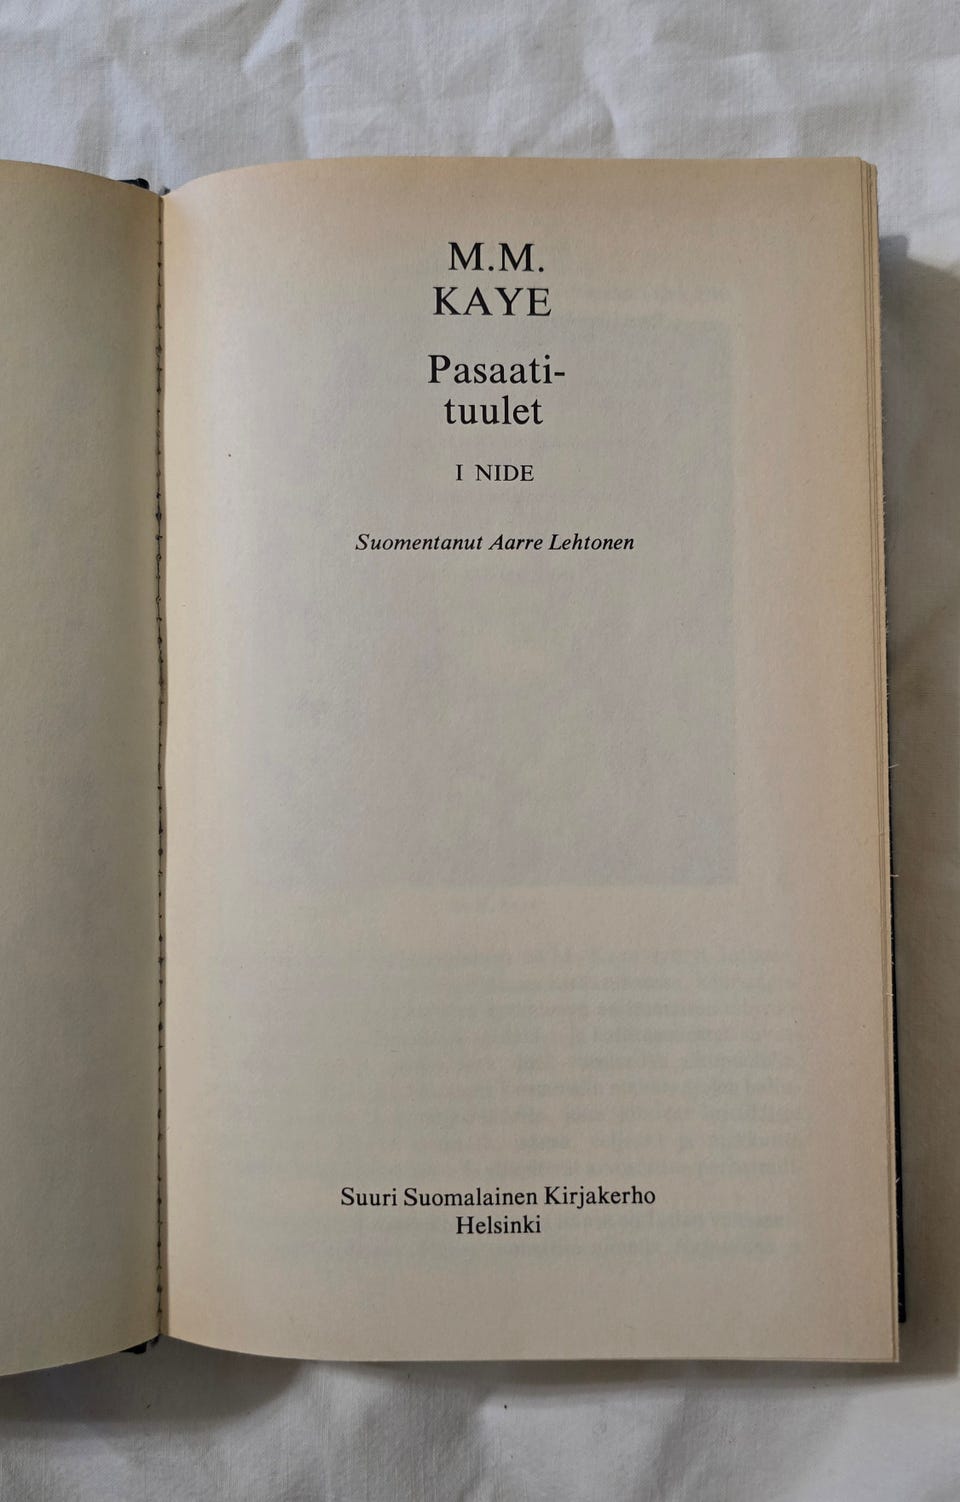 M.M.
KAYE
Pasaati-
tuulet
I NIDE
Suomentanut Aarre Lehtonen
Suuri Suomalainen Kirjakerho
Helsinki